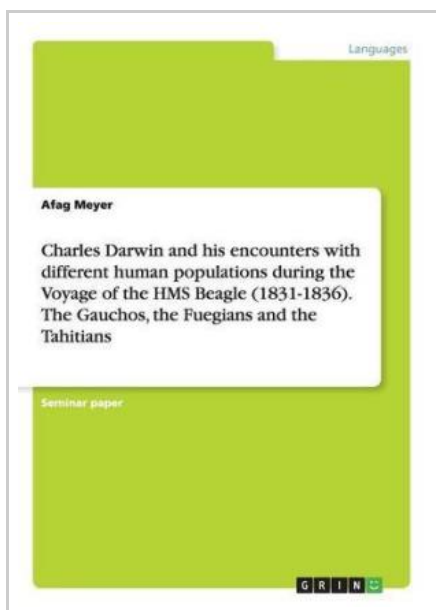 Languages
Afag Meyer
Charles Darwin and his encounters with
different human populations during the
Voyage of the HMS Beagle (1831-1836).
The Gauchos, the Fuegians and the
Tahitians
Seminar paper
GRIN